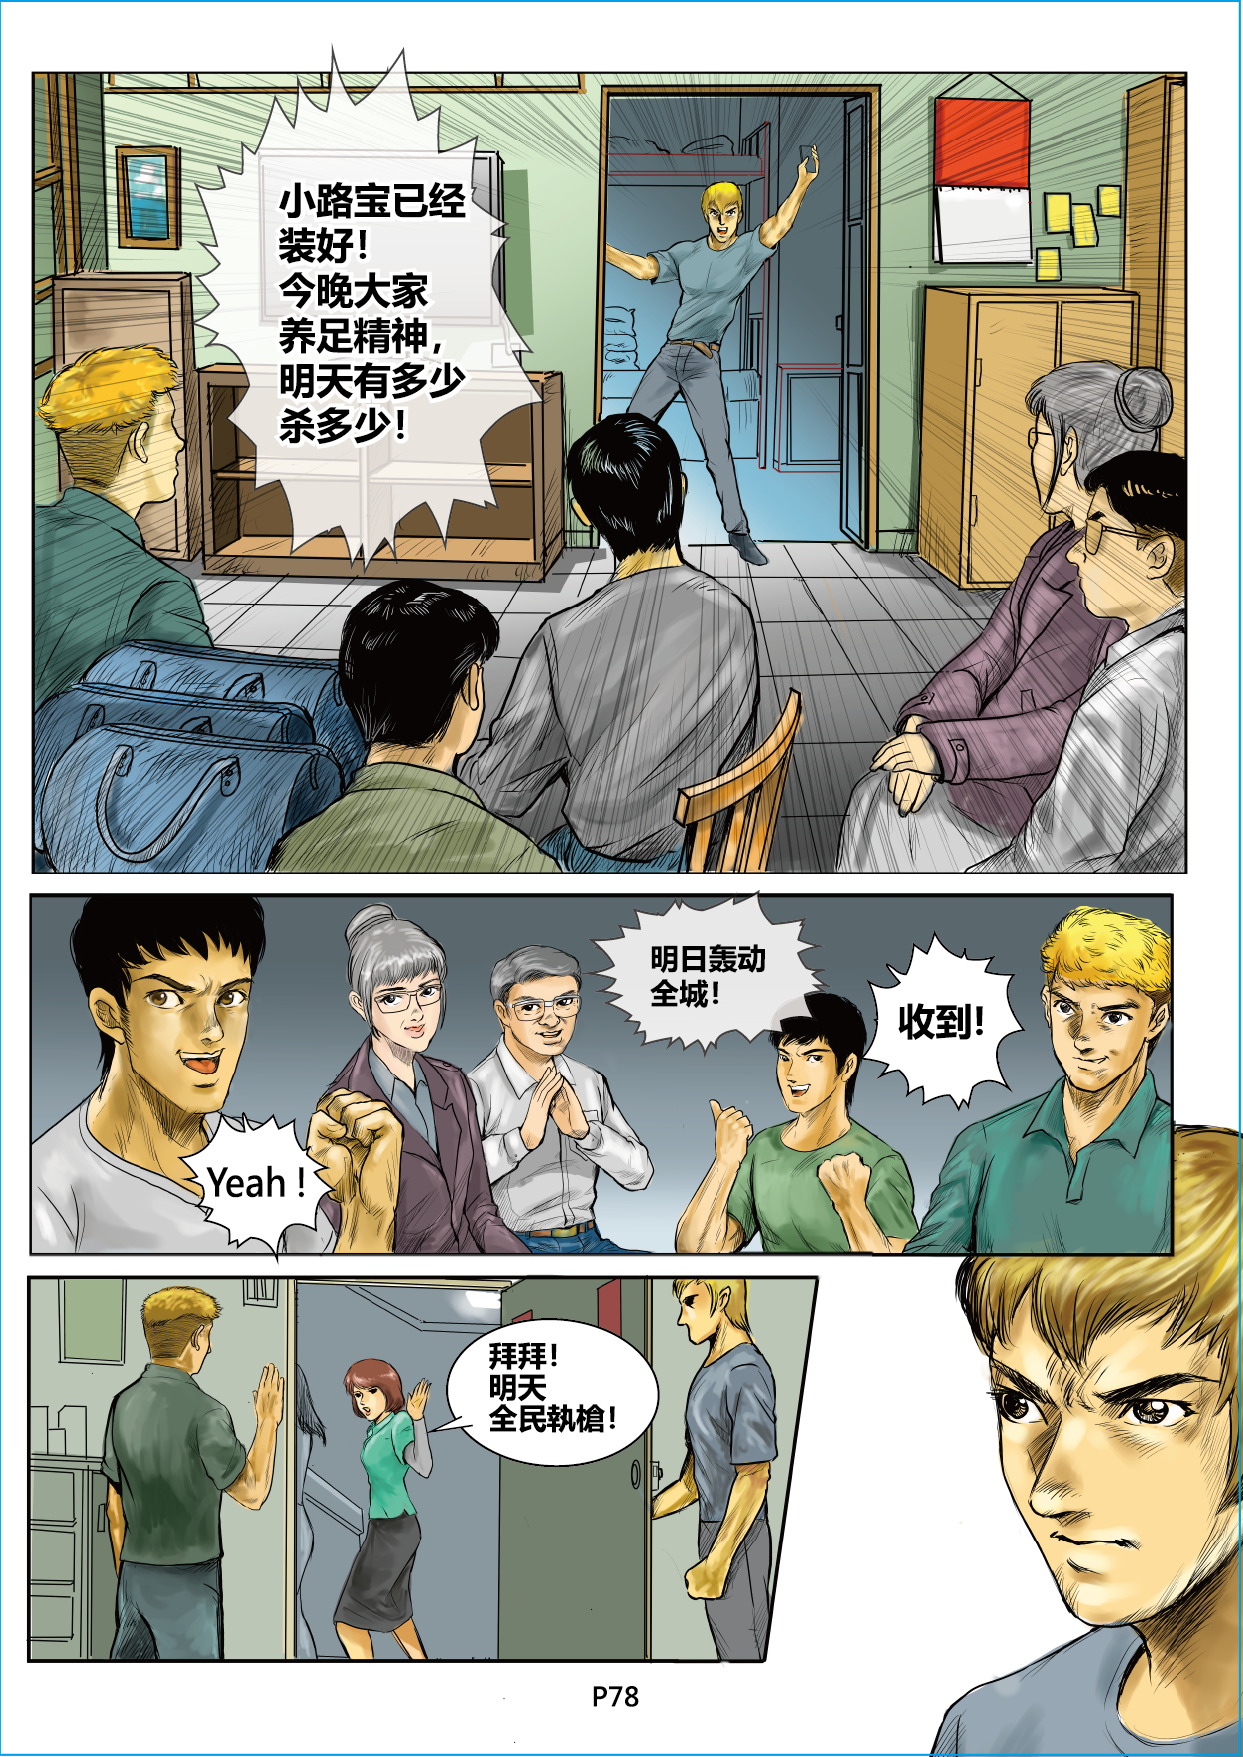 小路宝已经
装好！
今晚大家
养足精神，
明天有多少
杀多少！
明日轰动
全城！
收到!
Yeah !
拜拜！
明天
全民執槍！
P78